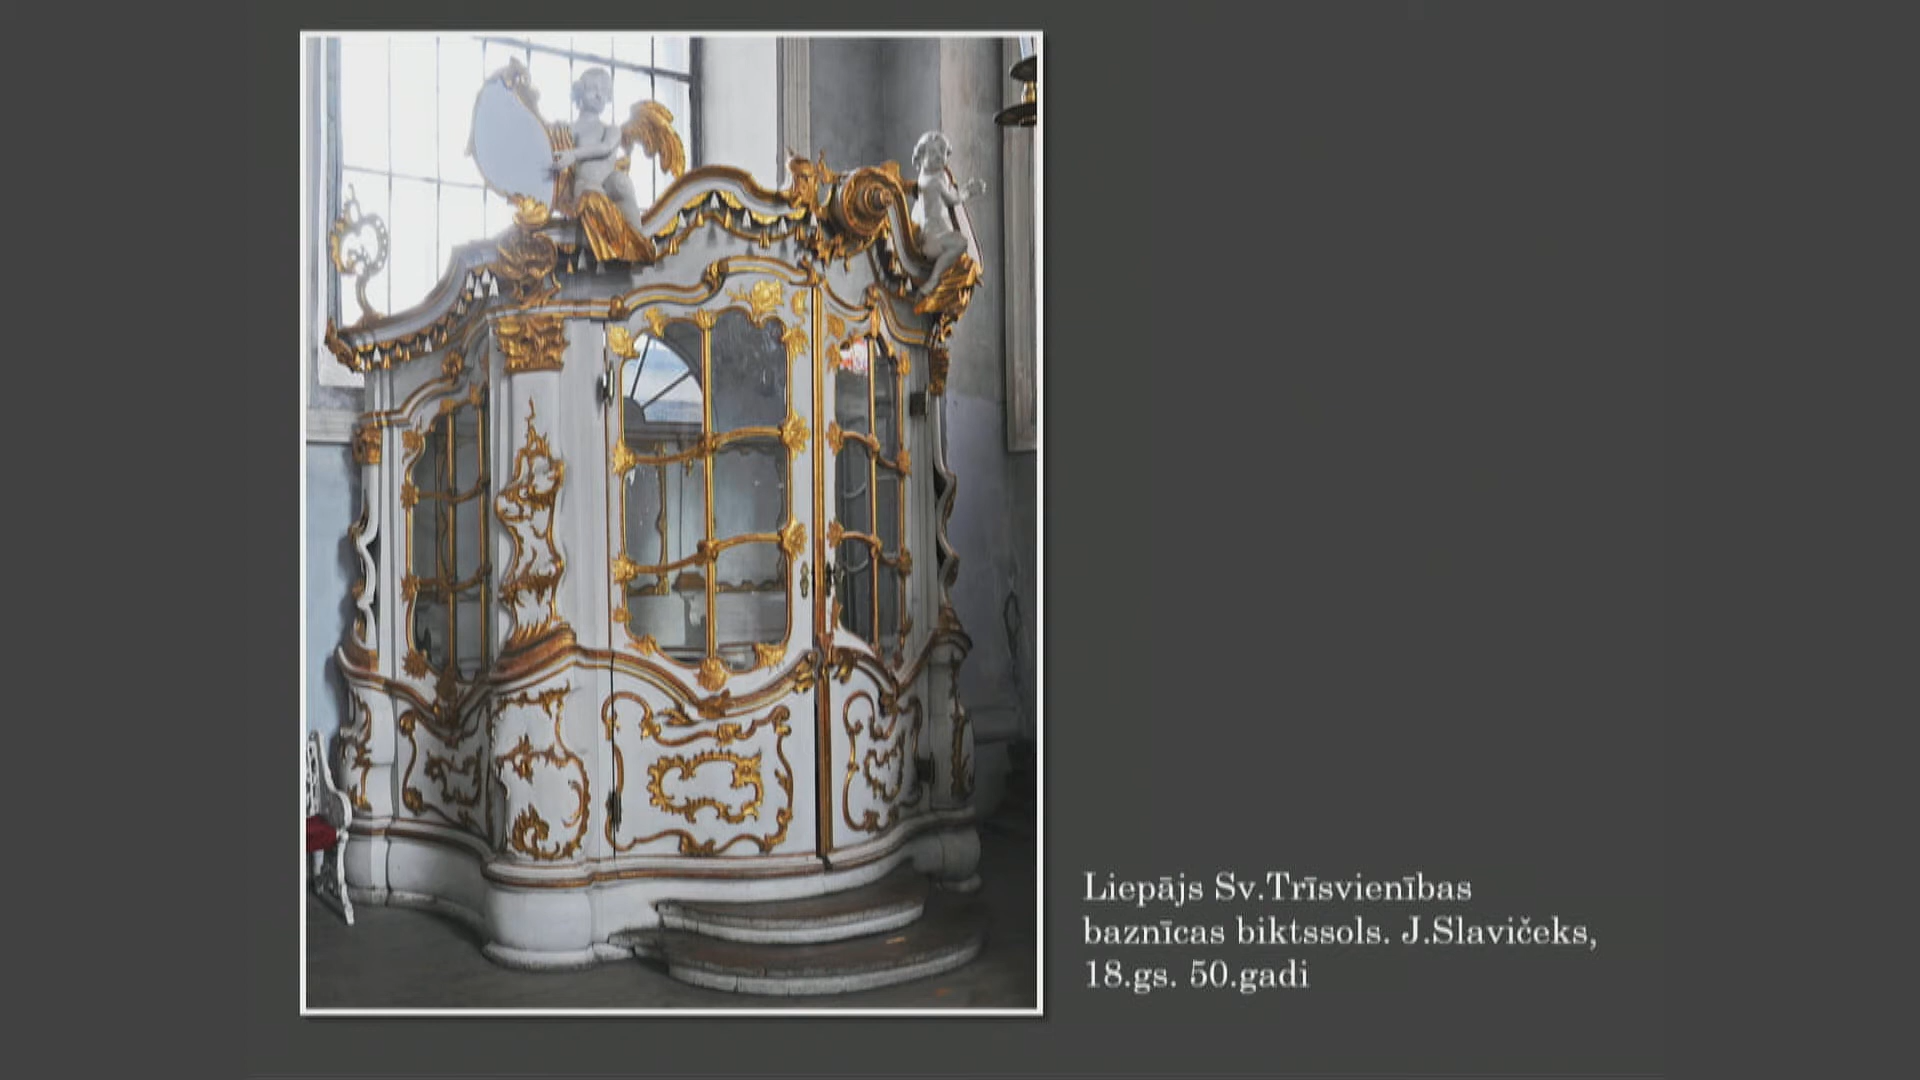 Liepājs Sv.Trīsvienības
baznīcas biktssols. J.Slavičeks,
18.gs. 50.gadi